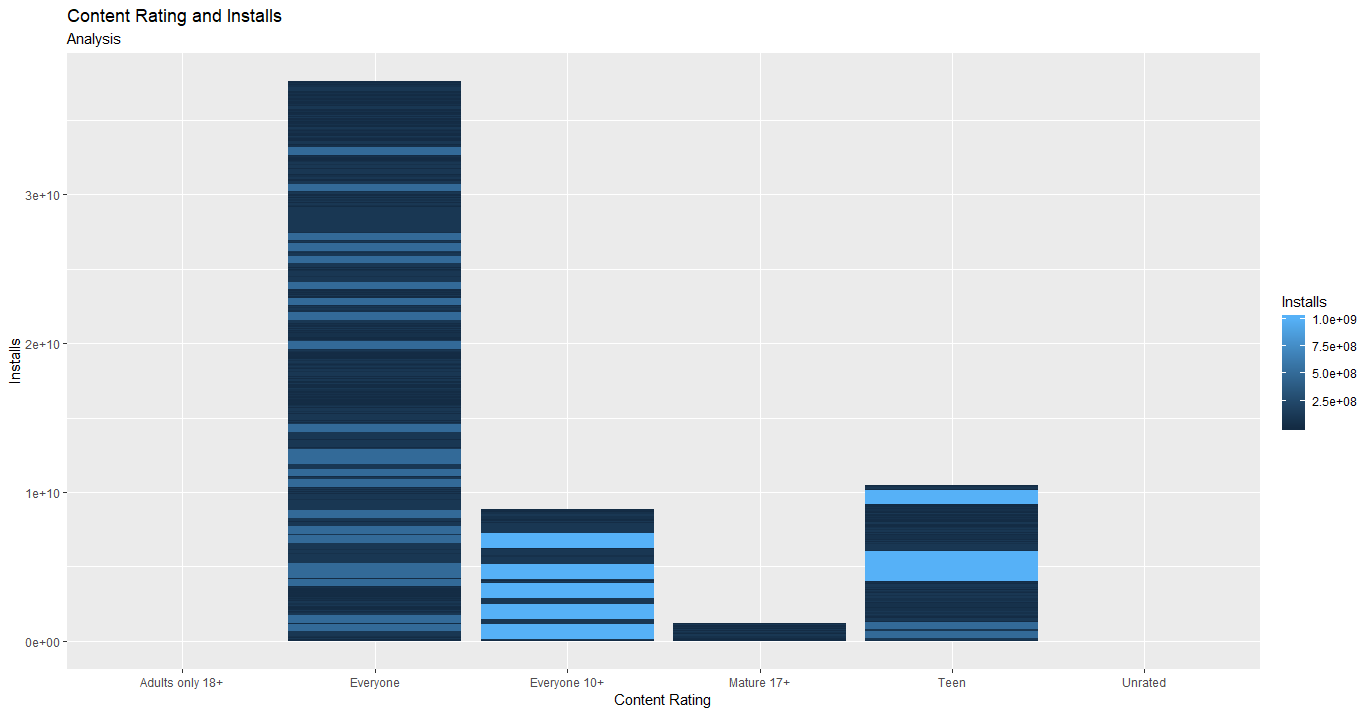 Content Rating and Installs
Analysis
Installs
3e+10
2e+10
1e+10
0e+00
Adults only 18+
Everyone
Everyone 10+
Mature 17+
Teen
Unrated
Content Rating
Installs
1.0e+09
7.5e+08
5.0e+08
2.5e+08